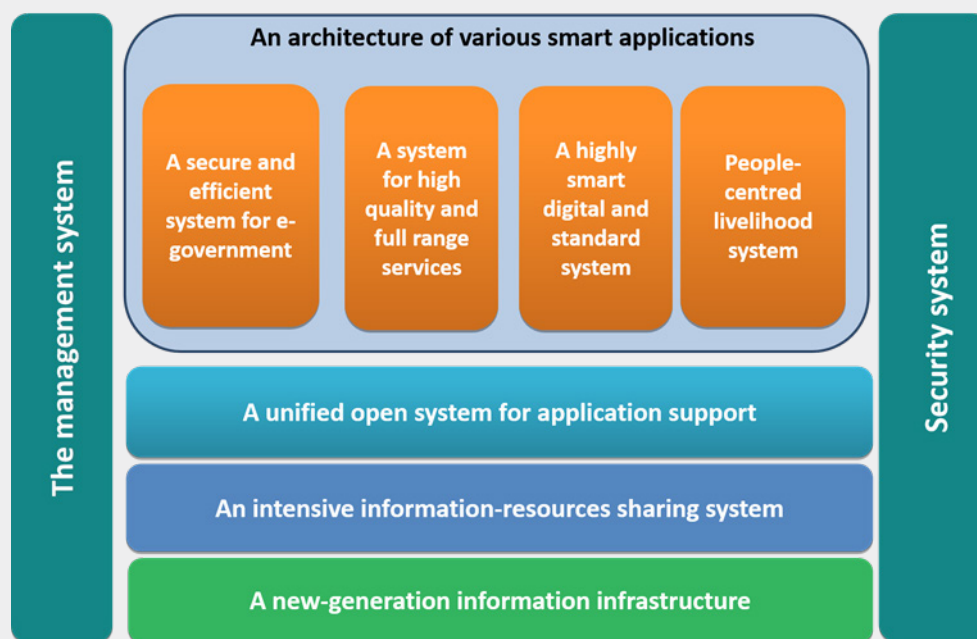 The management system
An architecture of various smart applications
A secure and
efficient
system for e-
government
A system
for high
quality and
full range
services
A highly
smart
digital and
standard
system
People-
centred
livelihood
system
A unified open system for application support
An intensive information-resources sharing system
A new-generation information infrastructure
Security system